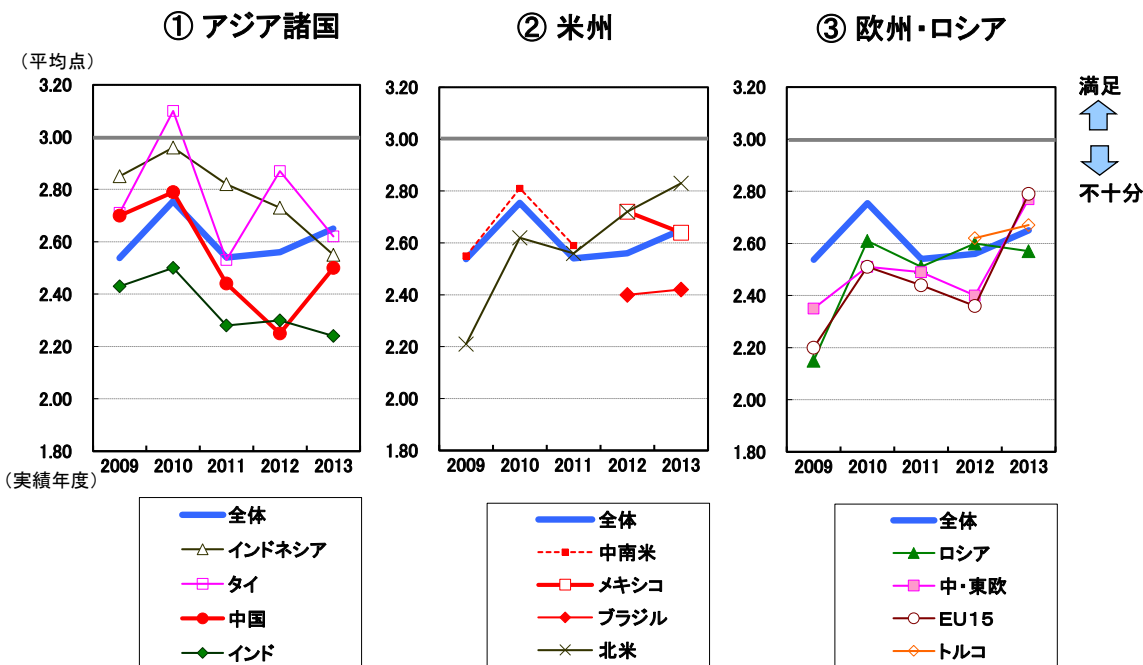 ① アジア諸国
② 米州
③ 欧州・ロシア
（平均点）
3.20
3.00
2.80
2.60
2.40
2.20
2.00
1.80
2009 2010 2011 2012 2013
（実績年度）
3.20
3.00
2.80
2.60
2.40
2.20
2.00
1.80
2009 2010 2011 2012 2013
3.20
3.00
2.80
2.60
2.40
2.20
2.00
1.80
2009 2010 2011 2012 2013
満足
不十分
全体
インドネシア
タイ
中国
インド
全体
中南米
メキシコ
ブラジル
北米
全体
ロシア
中・東欧
ＥＵ１５
トルコ